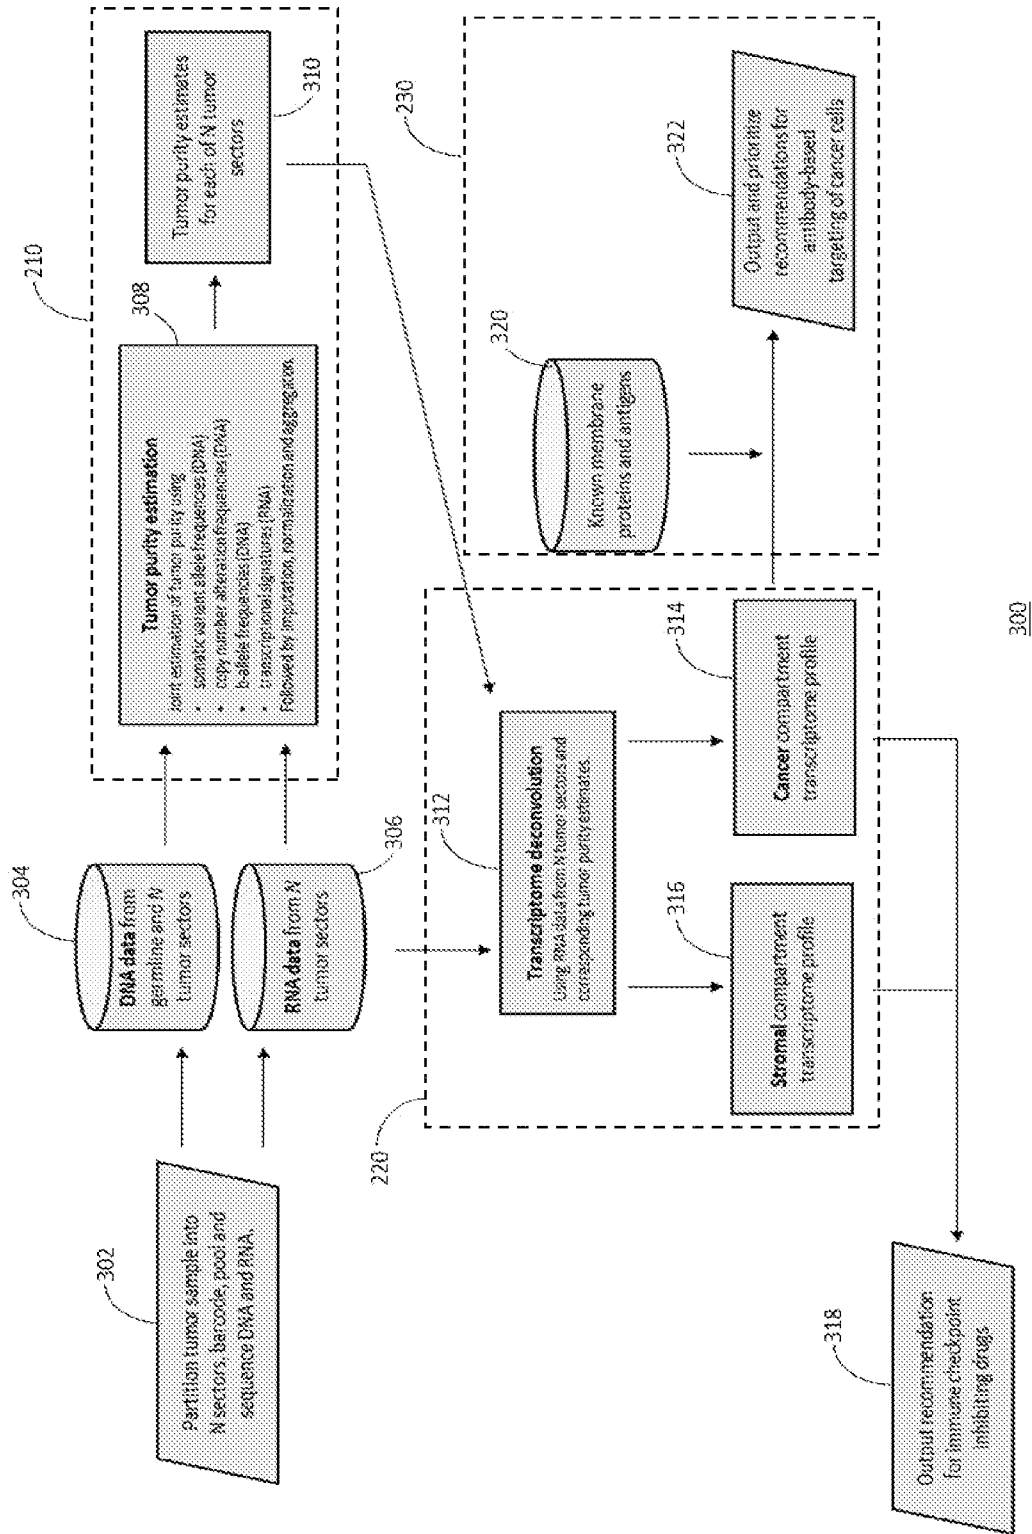 302
Partition tumor sample into
N sectors, barcode, pool and
sequence DNA and RNA.
304
DNA data from
germline and N
tumor sectors
RNA data from N
tumor sectors
306
210
308
Tumor purity estimation
Joint estimation of tumor purity using
• somatic variant allele frequencies (DNA)
• copy number alteration frequencies (DNA)
• b-allele frequencies (DNA)
• transcriptional signatures (RNA)
Followed by imputation, normalization and aggregation.
Tumor purity estimates
for each of N tumor
sectors
310
220
312
Transcriptome deconvolution
Using RNA data from N tumor sectors and
corresponding tumor purity estimates.
316
Stromal compartment
transcriptome profile
314
Cancer compartment
transcriptome profile
230
320
Known membrane
proteins and antigens
322
Output and prioritise
recommendations for
antibody-based
targeting of cancer cells
318
Output recommendation
for immune checkpoint
inhibiting drugs
300